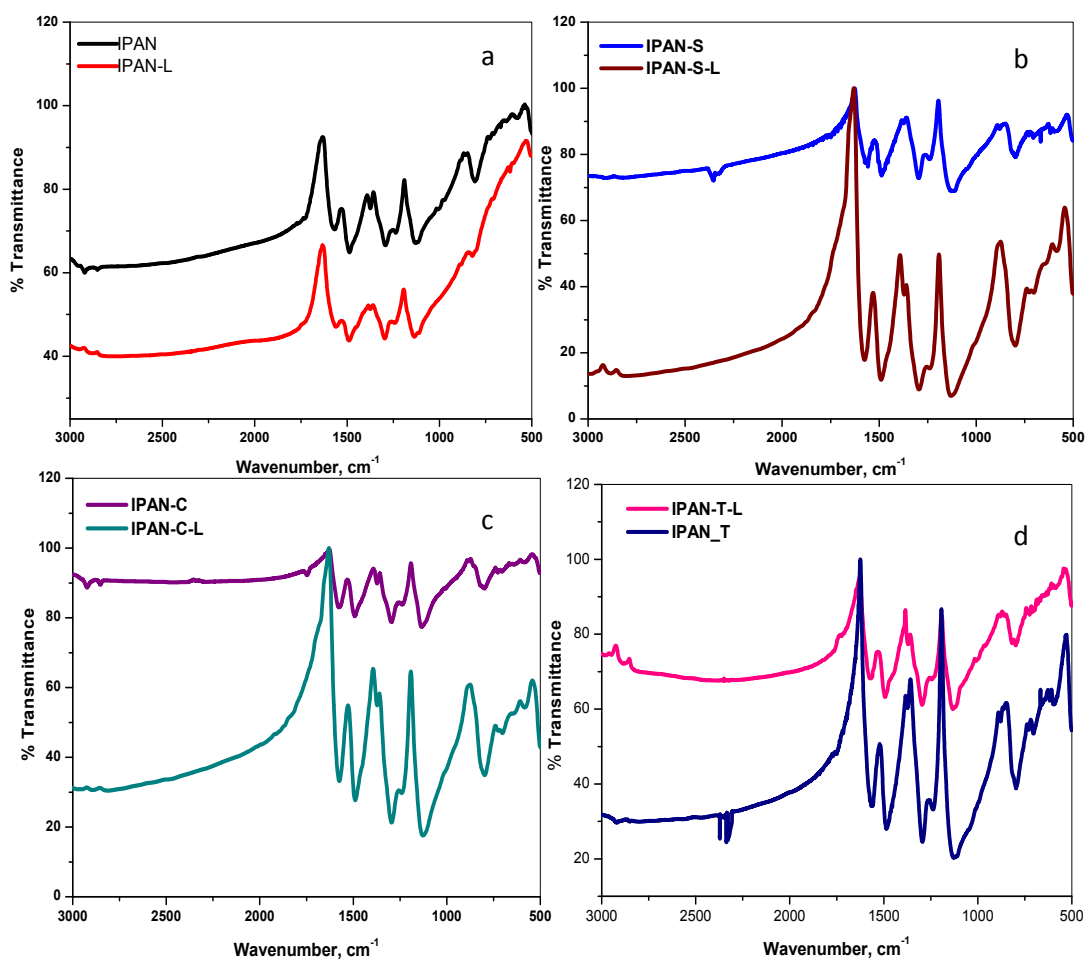 120
100
80
60
40
% Transmittance
IPAN
IPAN-L
a
3000 2500 2000 1500 1000 500
Wavenumber, cm-1
120
100
80
60
40
20
0
% Transmittance
IPAN-S
IPAN-S-L
b
3000 2500 2000 1500 1000 500
Wavenumber, cm-1
120
100
80
60
40
20
0
% Transmittance
IPAN-C
IPAN-C-L
c
3000 2500 2000 1500 1000 500
Wavenumber, cm-1
120
100
80
60
40
20
% Transmittance
IPAN-T-L
IPAN_T
d
3000 2500 2000 1500 1000 500
Wavenumber, cm-1